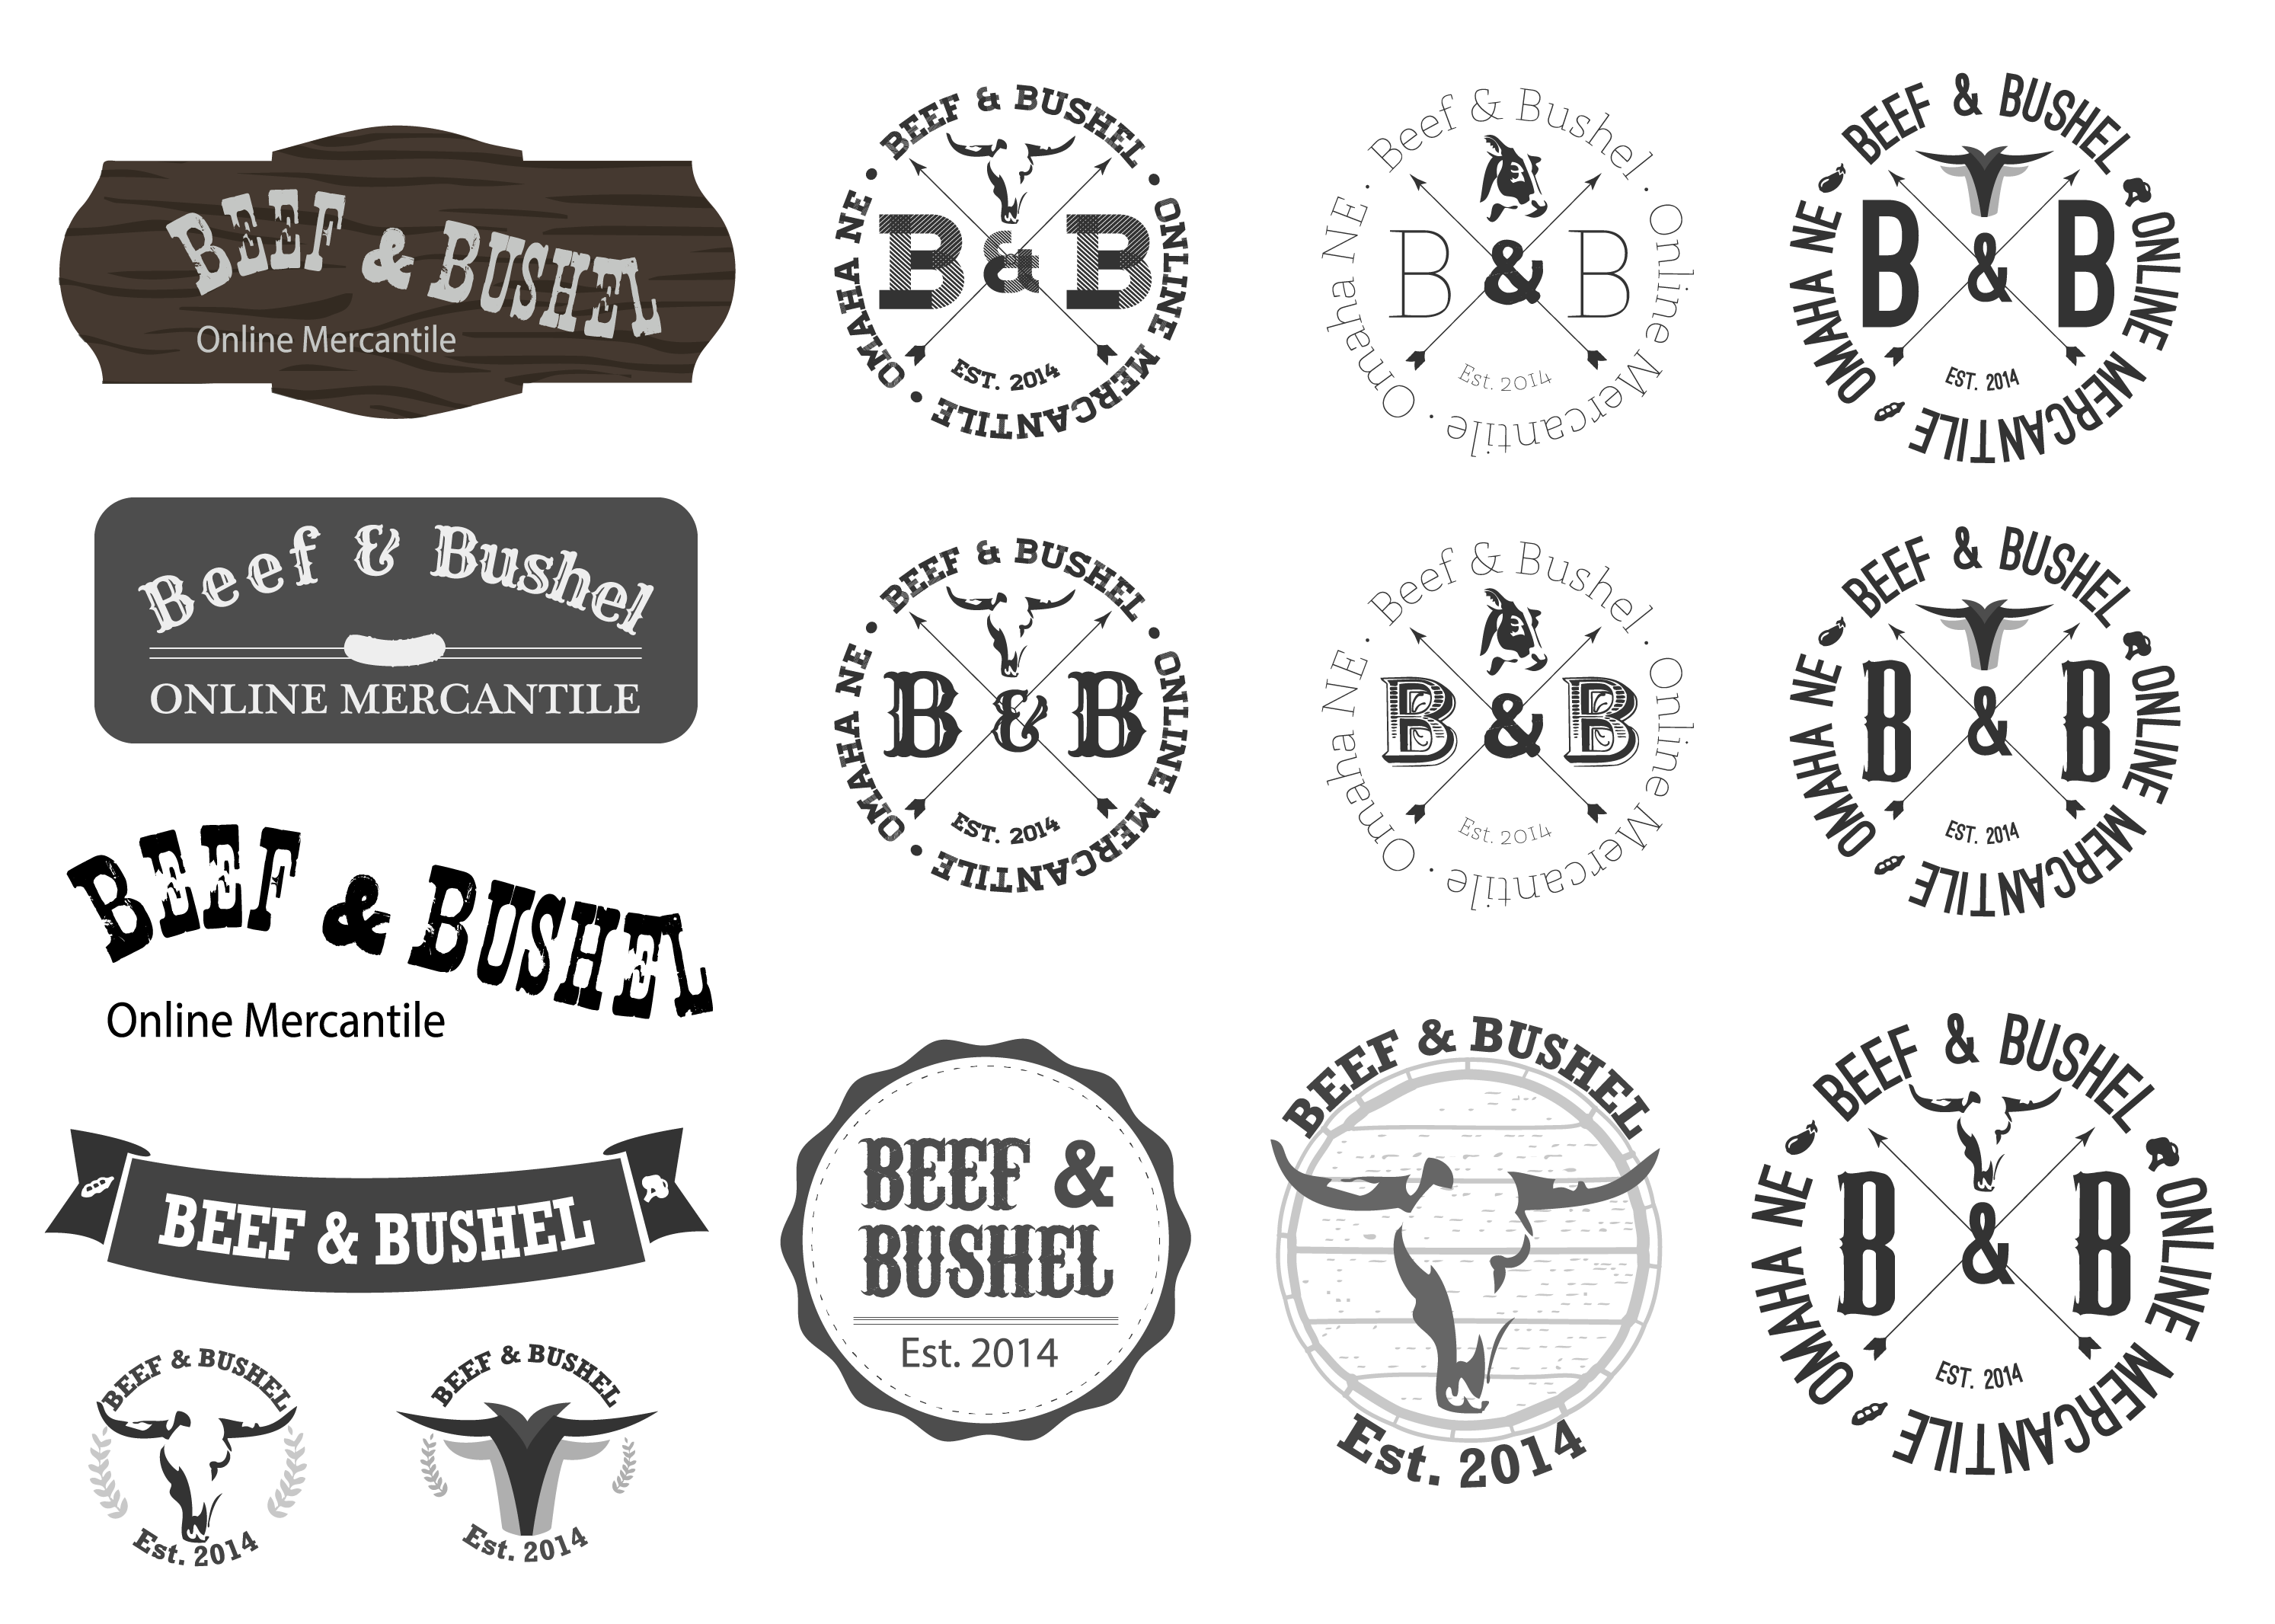 BEEF & BUSHEL
Online Mercantile
Beef & Bushel
ONLINE MERCANTILE
BEEF & BUSHEL
Online Mercantile
BEEF & BUSHEL
BEEF & BUSHEL
Est. 2014
BEEF & BUSHEL
Est. 2014
BEEF & BUSHEL • ONLINE MERCANTILE • OMAHA NE •
B & B
EST. 2014
BEEF & BUSHEL • ONLINE MERCANTILE • OMAHA NE •
B & B
EST. 2014
BEEF &
BUSHEL
Est. 2014
Beef & Bushel · Online Mercantile · Omaha NE ·
B & B
Est. 2014
Beef & Bushel · Online Mercantile · Omaha NE ·
B & B
Est. 2014
BEEF & BUSHEL
Est. 2014
BEEF & BUSHEL ONLINE MERCANTILE OMAHA NE
B & B
EST. 2014
BEEF & BUSHEL ONLINE MERCANTILE OMAHA NE
B & B
EST. 2014
BEEF & BUSHEL ONLINE MERCANTILE OMAHA NE
B & B
EST. 2014